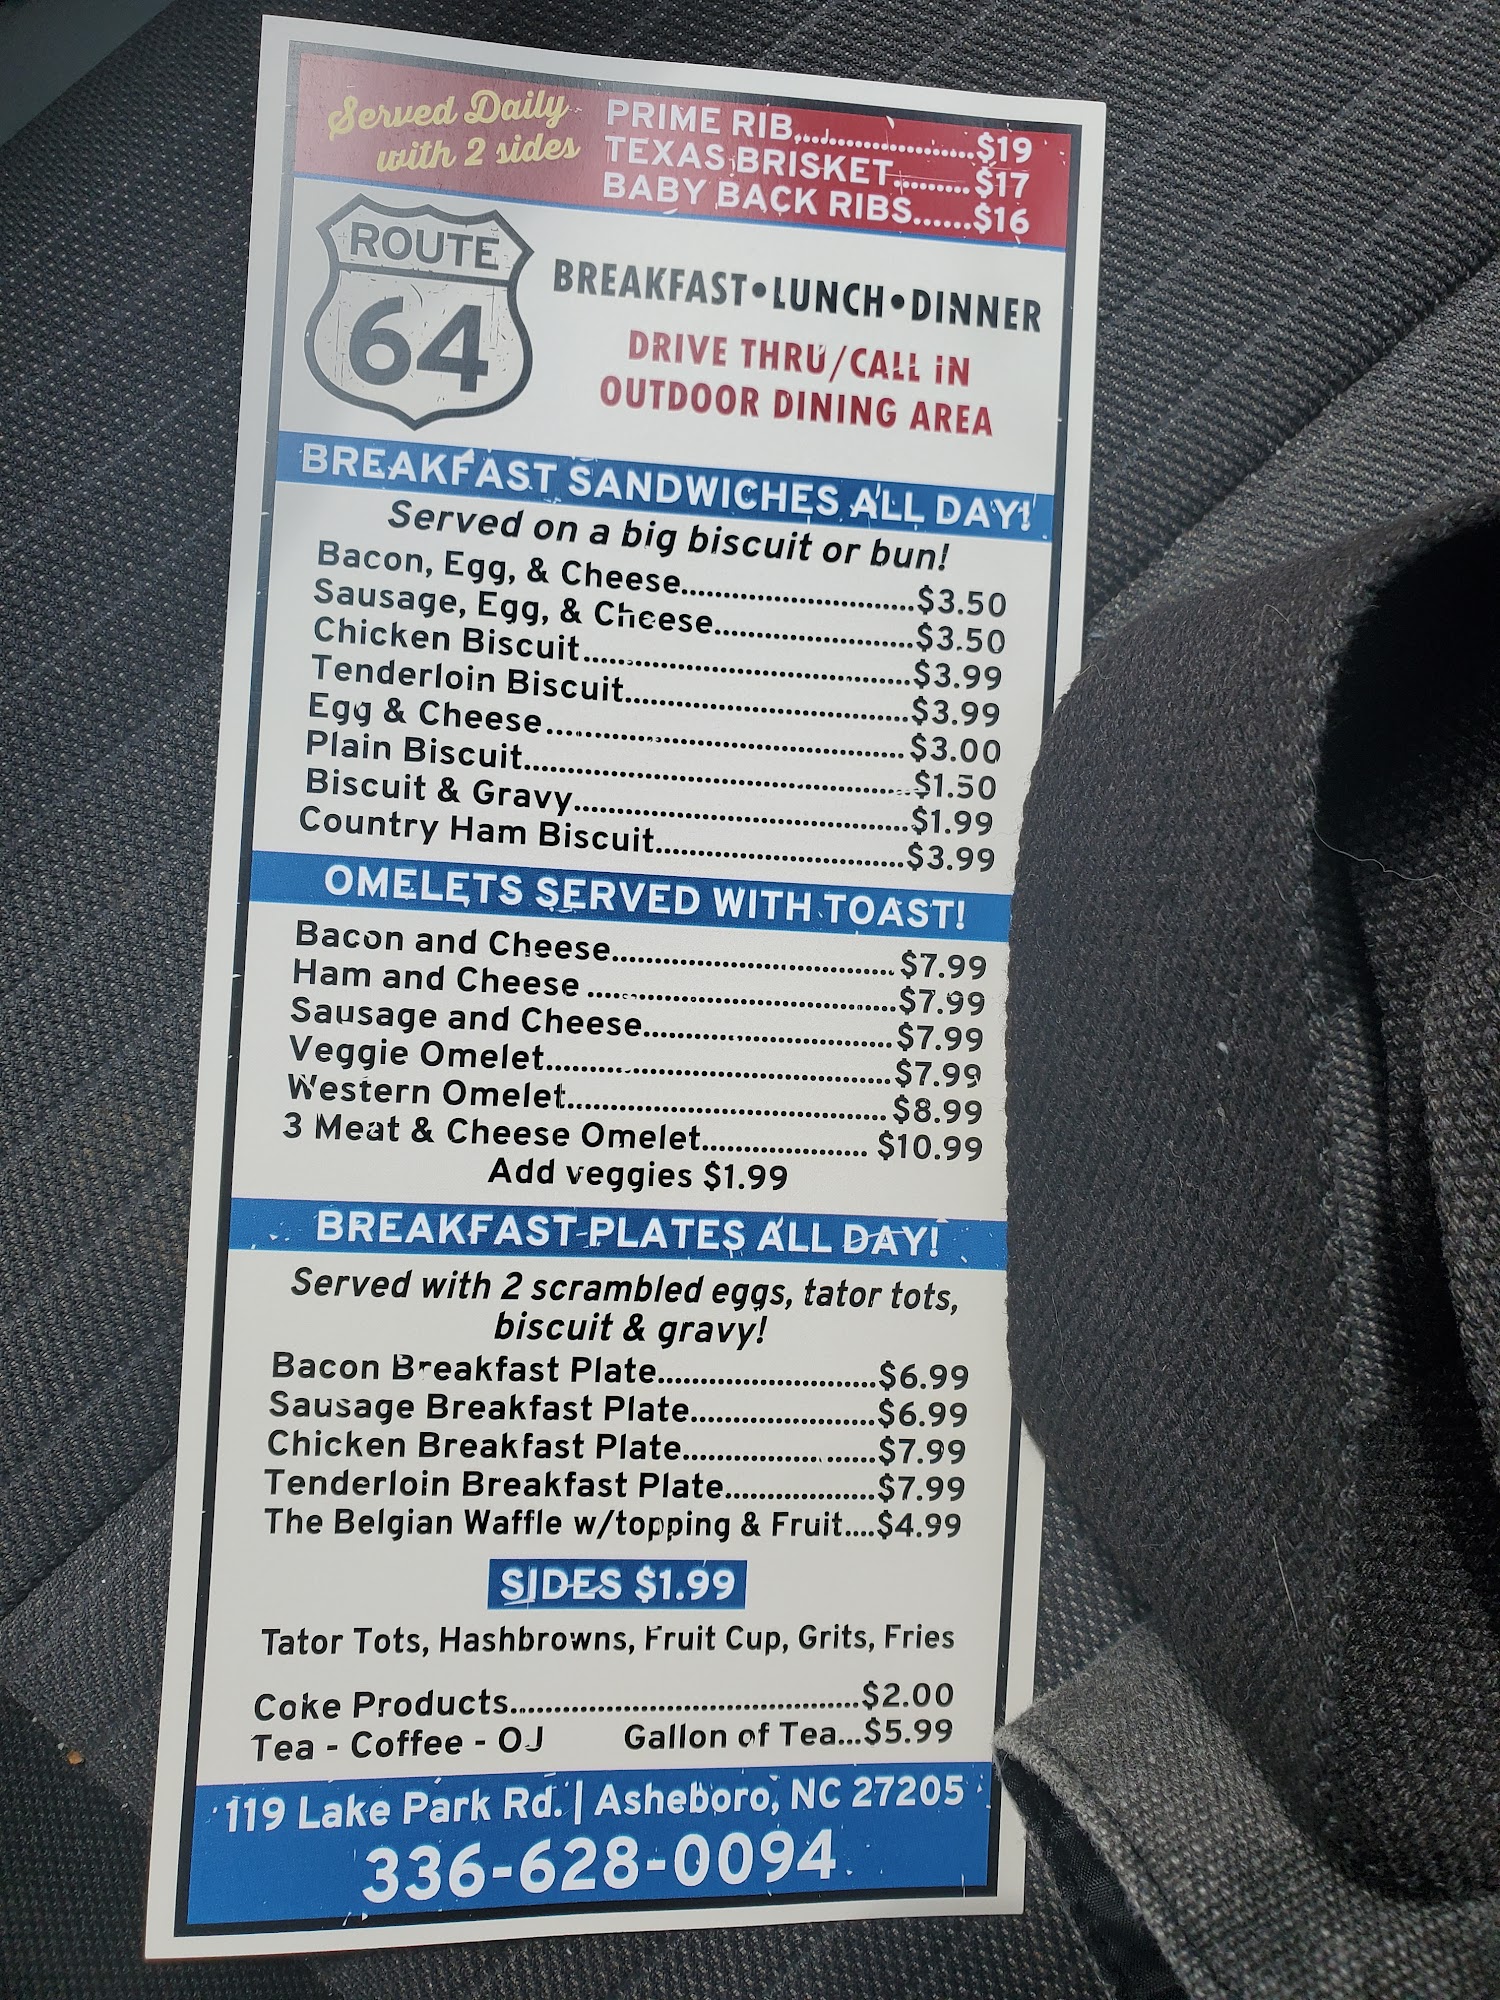 Served Daily
with 2 sides
PRIME RIB....................$19
TEXAS BRISKET.........$17
BABY BACK RIBS......$16
ROUTE
64
BREAKFAST•LUNCH•DINNER
DRIVE THRU/CALL iN
OUTDOOR DINING AREA
BREAKFAST SANDWICHES ALL DAY!
Served on a big biscuit or bun!
Bacon, Egg, & Cheese............................$3.50
Sausage, Egg, & Cheese........................$3.50
Chicken Biscuit.......................................$3.99
Tenderloin Biscuit..................................$3.99
Egg & Cheese...........................................$3.00
Plain Biscuit..............................................$1.50
Biscuit & Gravy........................................$1.99
Country Ham Biscuit..............................$3.99
OMELETS SERVED WITH TOAST!
Bacon and Cheese..................................$7.99
Ham and Cheese .....................................$7.99
Sausage and Cheese..............................$7.99
Veggie Omelet.........................................$7.99
Western Omelet...................................... $8.99
3 Meat & Cheese Omelet.................... $10.99
Add veggies $1.99
BREAKFAST PLATES ALL DAY!
Served with 2 scrambled eggs, tator tots,
biscuit & gravy!
Bacon Breakfast Plate..........................$6.99
Sausage Breakfast Plate......................$6.99
Chicken Breakfast Plate.......................$7.99
Tenderloin Breakfast Plate..................$7.99
The Belgian Waffle w/topping & Fruit....$4.99
SIDES $1.99
Tator Tots, Hashbrowns, Fruit Cup, Grits, Fries
Coke Products..........................................$2.00
Tea - Coffee - OJ Gallon of Tea...$5.99
119 Lake Park Rd. | Asheboro, NC 27205
336-628-0094